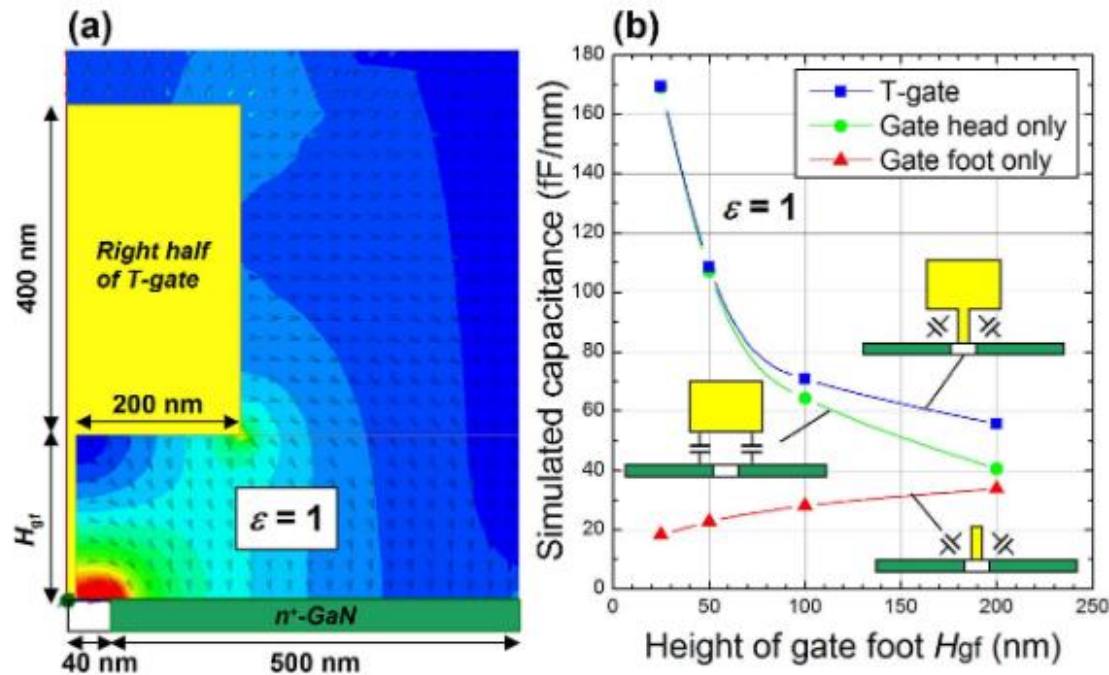 (a)
400 nm
Right half
of T-gate
200 nm
Hgf
ε = 1
n⁺-GaN
40 nm
500 nm
(b)
Simulated capacitance (fF/mm)
180
160
140
120
100
80
60
40
20
0
T-gate
Gate head only
Gate foot only
ε = 1
0
50
100
150
200
250
Height of gate foot Hgf (nm)